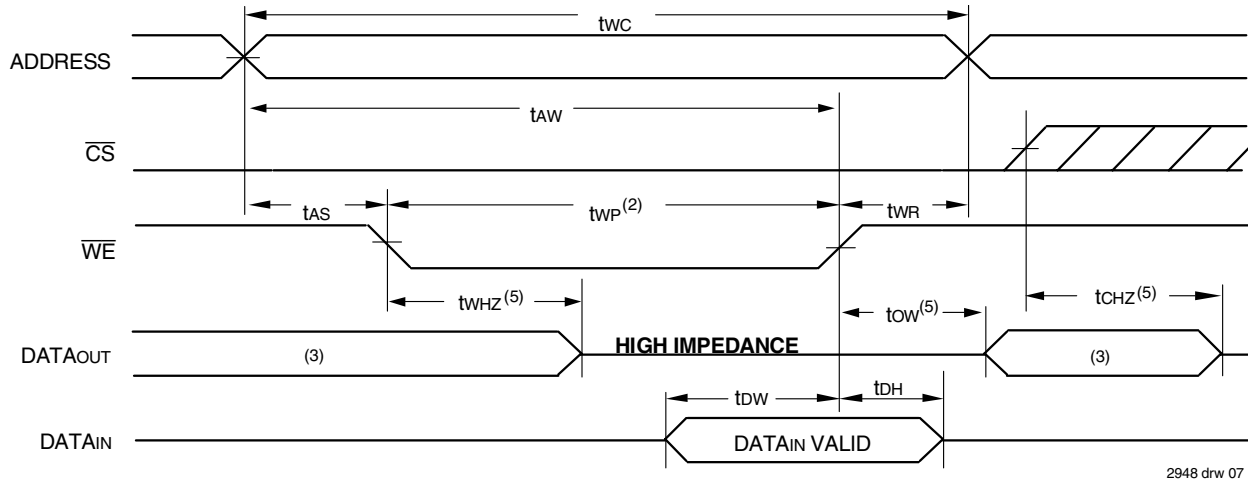 tWC
ADDRESS
tAW
CS
tAS
tWP(2)
tWR
WE
tWHZ(5)
tOW(5)
tCHZ(5)
DATAOUT
(3)
HIGH IMPEDANCE
(3)
tDW
tDH
DATAIN
DATAIN VALID
2948 drw 07